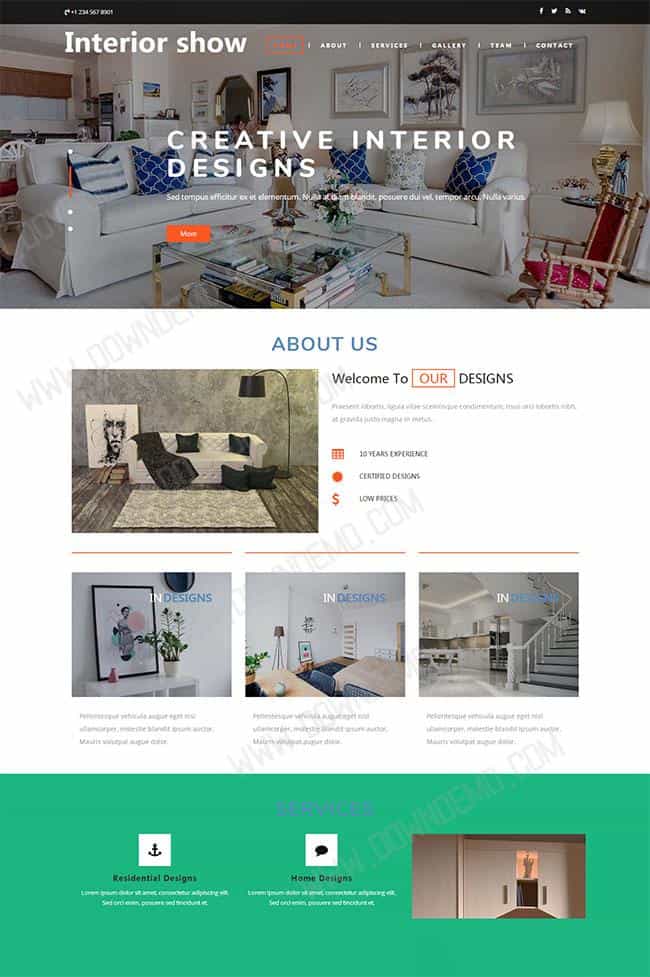 +1 234 567 8901
Interior show
HOME ABOUT SERVICES GALLERY TEAM CONTACT
CREATIVE INTERIOR
DESIGNS
Sed tempus efficitur ex et elementum. Nulla at diam blandit, posuere dui vel, tempor arcu. Nulla varius.
More
ABOUT US
Welcome To OUR DESIGNS
Praesent lobortis, ligula vitae scelerisque condimentum, risus orci lobortis nibh,
at gravida justo magna in metus.
10 YEARS EXPERIENCE
CERTIFIED DESIGNS
LOW PRICES
IN DESIGNS
IN DESIGNS
IN DESIGNS
Pellentesque vehicula augue eget nisl
ullamcorper, molestie blandit ipsum auctor.
Mauris volutpat augue dolor.
Pellentesque vehicula augue eget nisl
ullamcorper, molestie blandit ipsum auctor.
Mauris volutpat augue dolor.
Pellentesque vehicula augue eget nisl
ullamcorper, molestie blandit ipsum auctor.
Mauris volutpat augue dolor.
SERVICES
Residential Designs
Lorem ipsum dolor sit amet, consectetur adipiscing elit.
Sed orci enim, posuere tincidunt et.
Home Designs
Lorem ipsum dolor sit amet, consectetur adipiscing elit.
Sed orci enim, posuere tincidunt et.
WWW.DOWNDEMO.COM
WWW.DOWNDEMO.COM